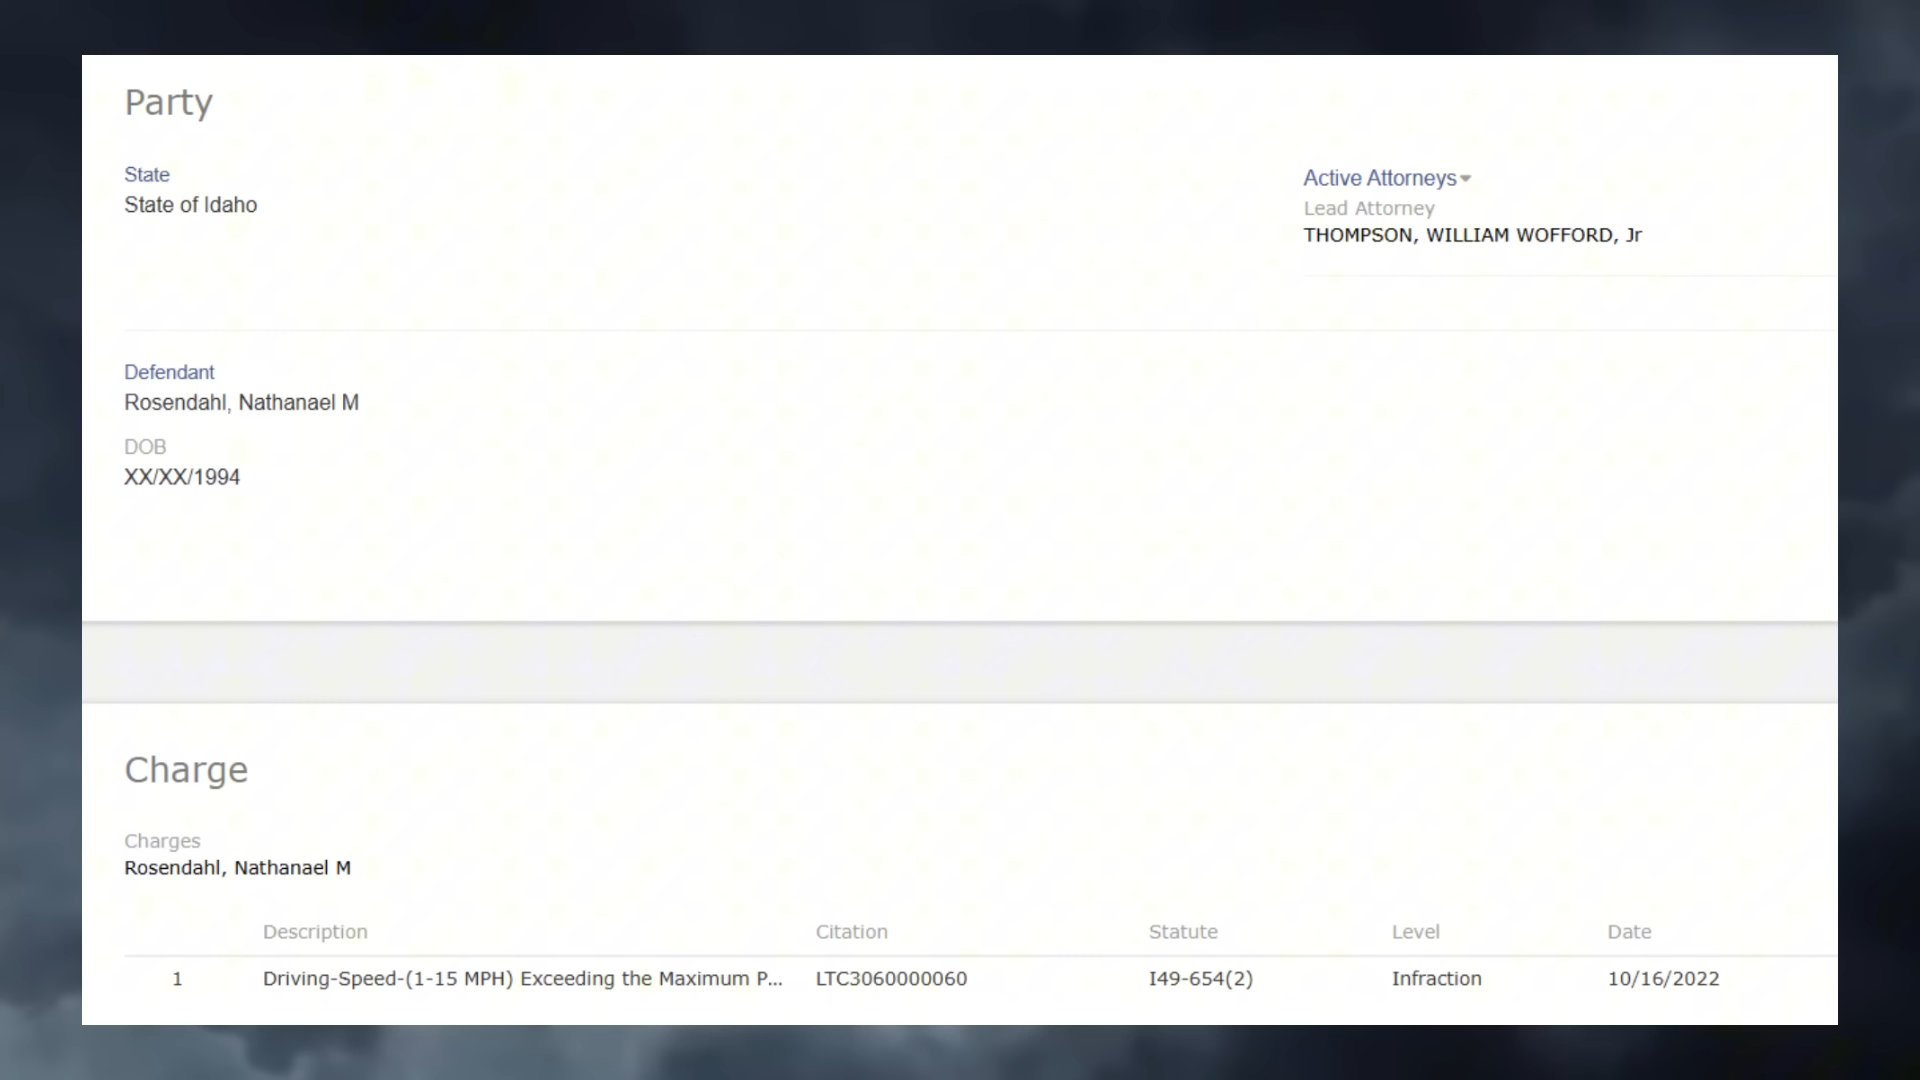 Party
State
State of Idaho
Active Attorneys
Lead Attorney
THOMPSON, WILLIAM WOFFORD, Jr
Defendant
Rosendahl, Nathanael M
DOB
XX/XX/1994
Charge
Charges
Rosendahl, Nathanael M
Description Citation Statute Level Date
1 Driving-Speed-(1-15 MPH) Exceeding the Maximum P... LTC3060000060 I49-654(2) Infraction 10/16/2022